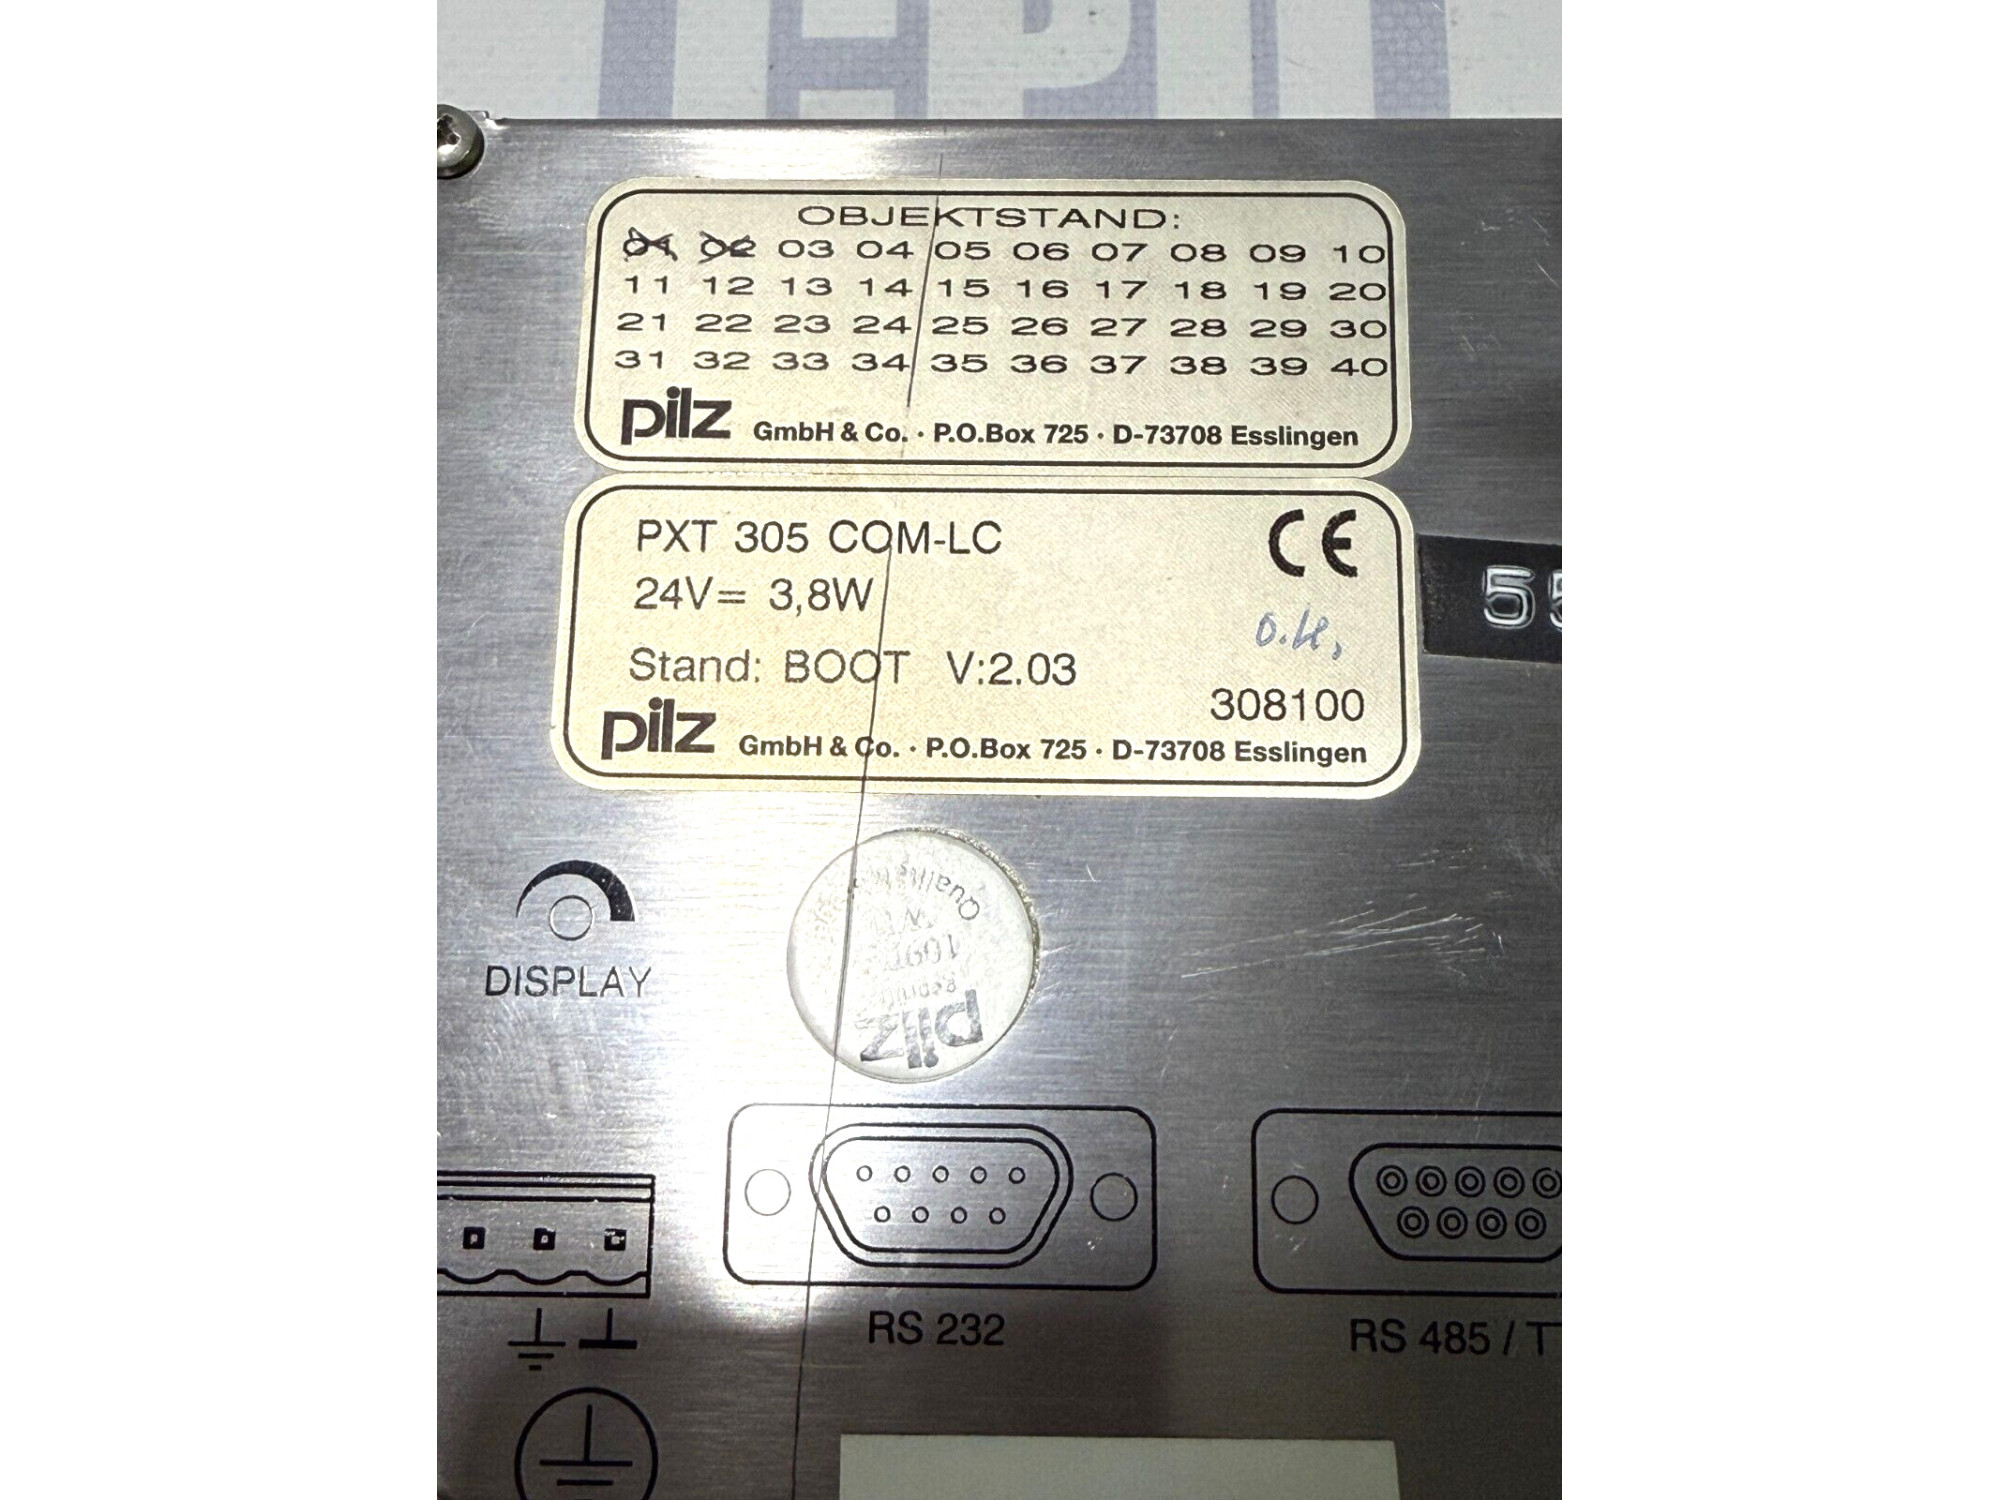 OBJEKTSTAND:
01 02 03 04 05 06 07 08 09 10
11 12 13 14 15 16 17 18 19 20
21 22 23 24 25 26 27 28 29 30
31 32 33 34 35 36 37 38 39 40
pilz GmbH & Co. · P.O.Box 725 · D-73708 Esslingen
PXT 305 COM-LC CE
24V= 3,8W
o.K.
55
Stand: BOOT V:2.03
308100
pilz GmbH & Co. · P.O.Box 725 · D-73708 Esslingen
DISPLAY
pilz
RS 232
RS 485 / T